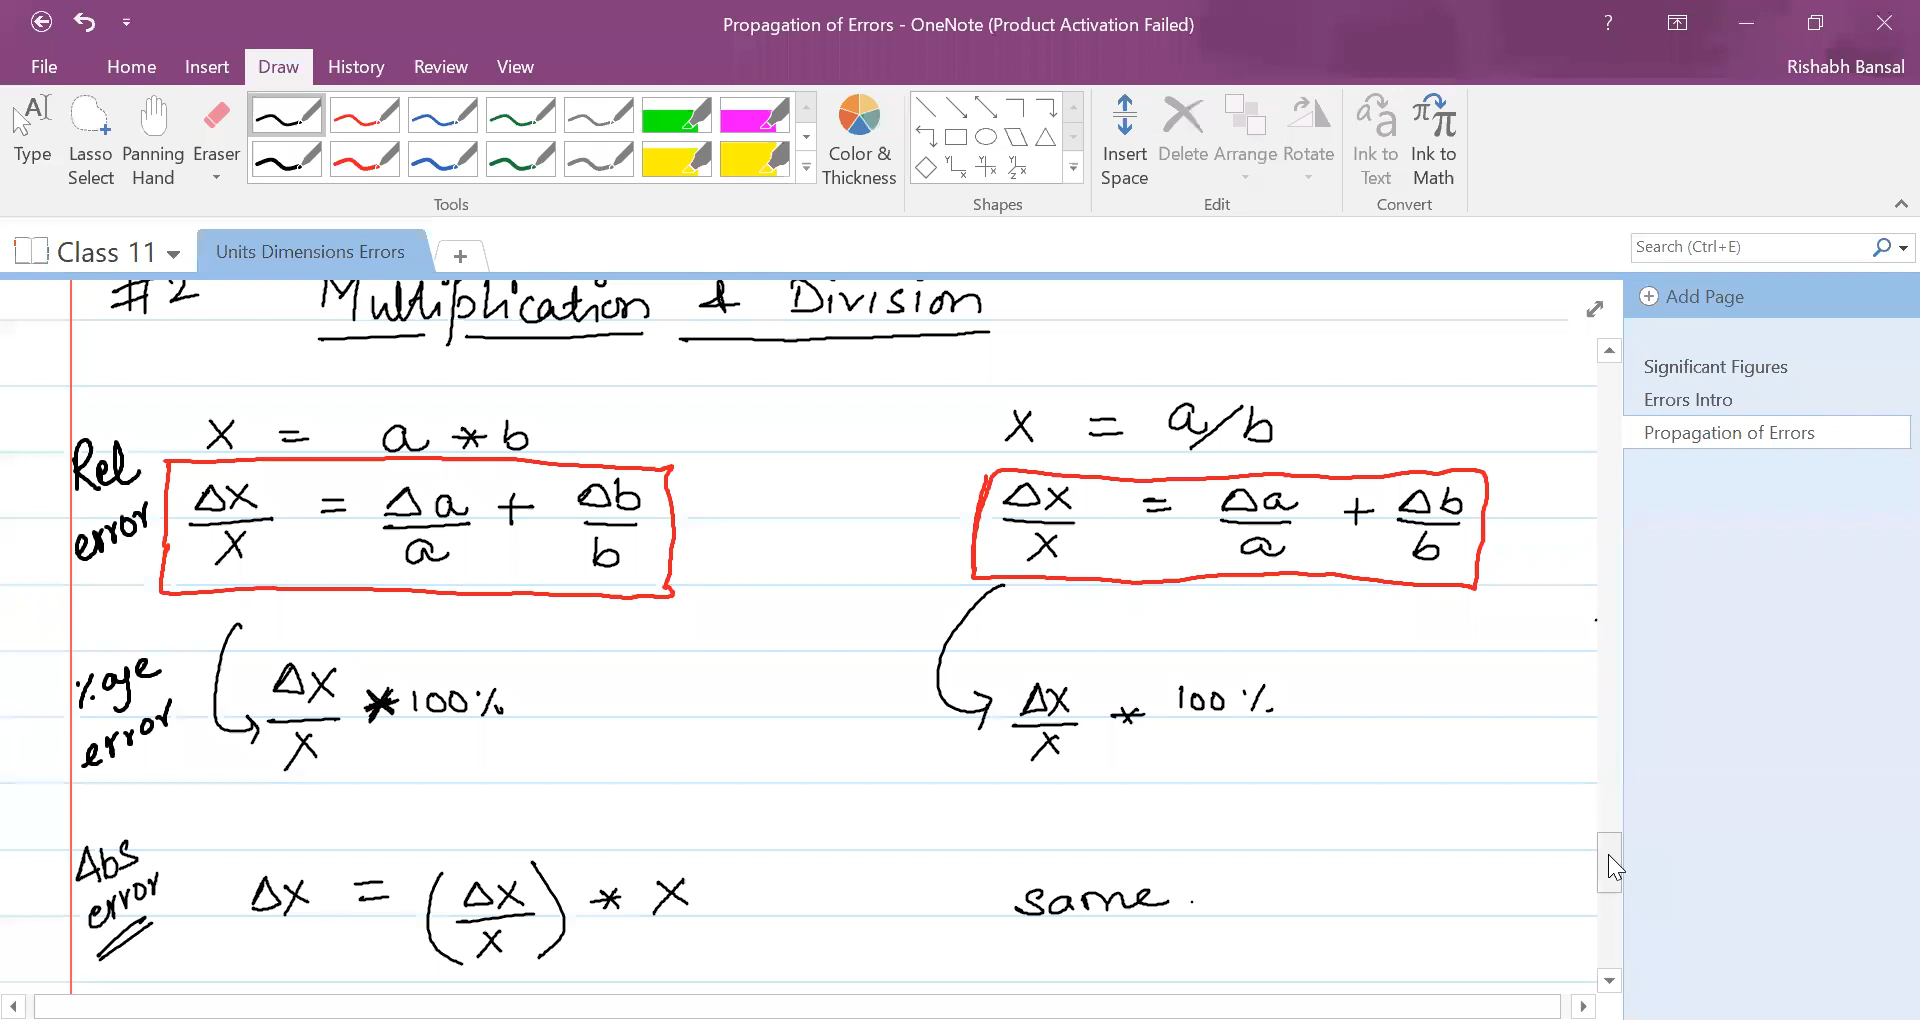 Propagation of Errors - OneNote (Product Activation Failed)
?
File Home Insert Draw History Review View
Rishabh Bansal
Type
Lasso Select
Panning Hand
Eraser
Color & Thickness
Insert Space
Delete
Arrange
Rotate
Ink to Text
Ink to Math
Tools
Shapes
Edit
Convert
Class 11
Units Dimensions Errors
+
Search (Ctrl+E)
Add Page
Significant Figures
Errors Intro
Propagation of Errors
#2 Multiplication & Division
x = a * b
x = a/b
Rel error
Δx/x = Δa/a + Δb/b
Δx/x = Δa/a + Δb/b
%age error
Δx/x * 100%
Δx/x * 100 %
Abs error
Δx = (Δx/x) * x
same.